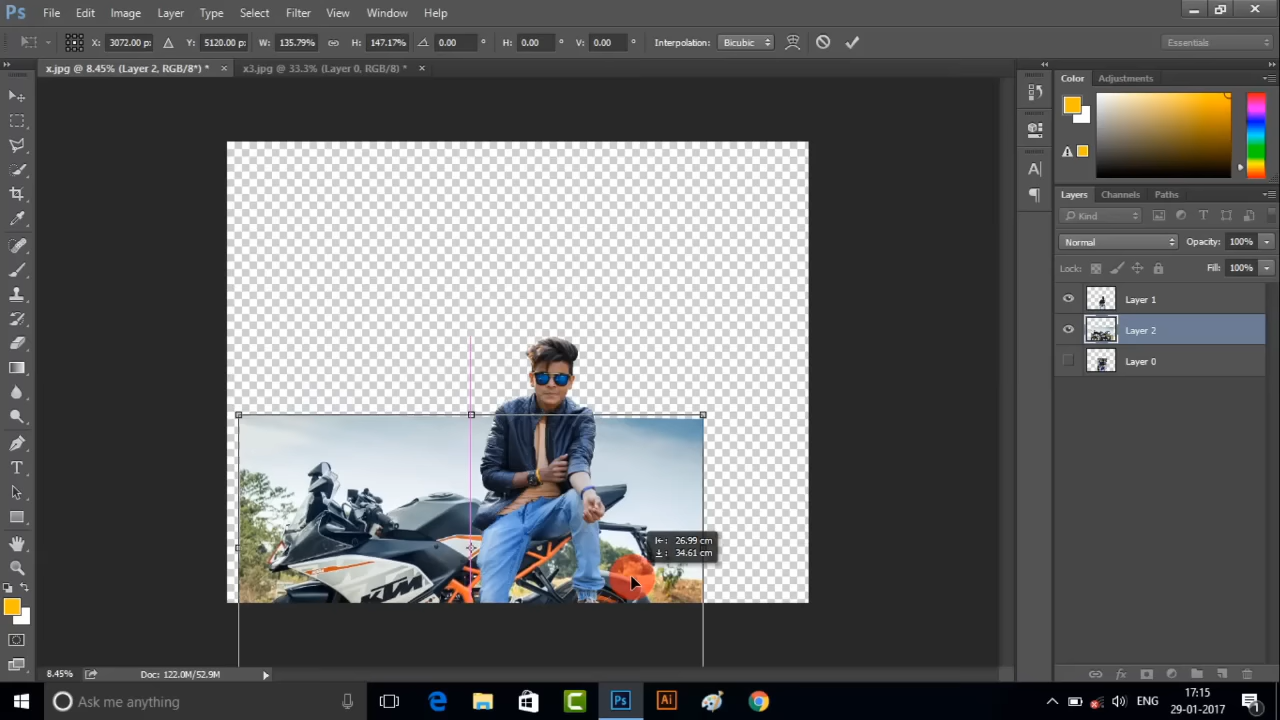 Ps File Edit Image Layer Type Select Filter View Window Help
X: 3072.00 px Y: 5120.00 px W: 135.79% H: 147.17% 0.00 ° H: 0.00 ° V: 0.00 ° Interpolation: Bicubic Essentials
x.jpg @ 8.45% (Layer 2, RGB/8*) * × x3.jpg @ 33.3% (Layer 0, RGB/8) * ×
Color Adjustments
Layers Channels Paths
Kind
Normal Opacity: 100%
Lock: Fill: 100%
Layer 1
Layer 2
Layer 0
26.99 cm
34.61 cm
KTM
8.45% Doc: 122.0M/52.9M
Ask me anything
Ps Ai
ENG
17:15
29-01-2017